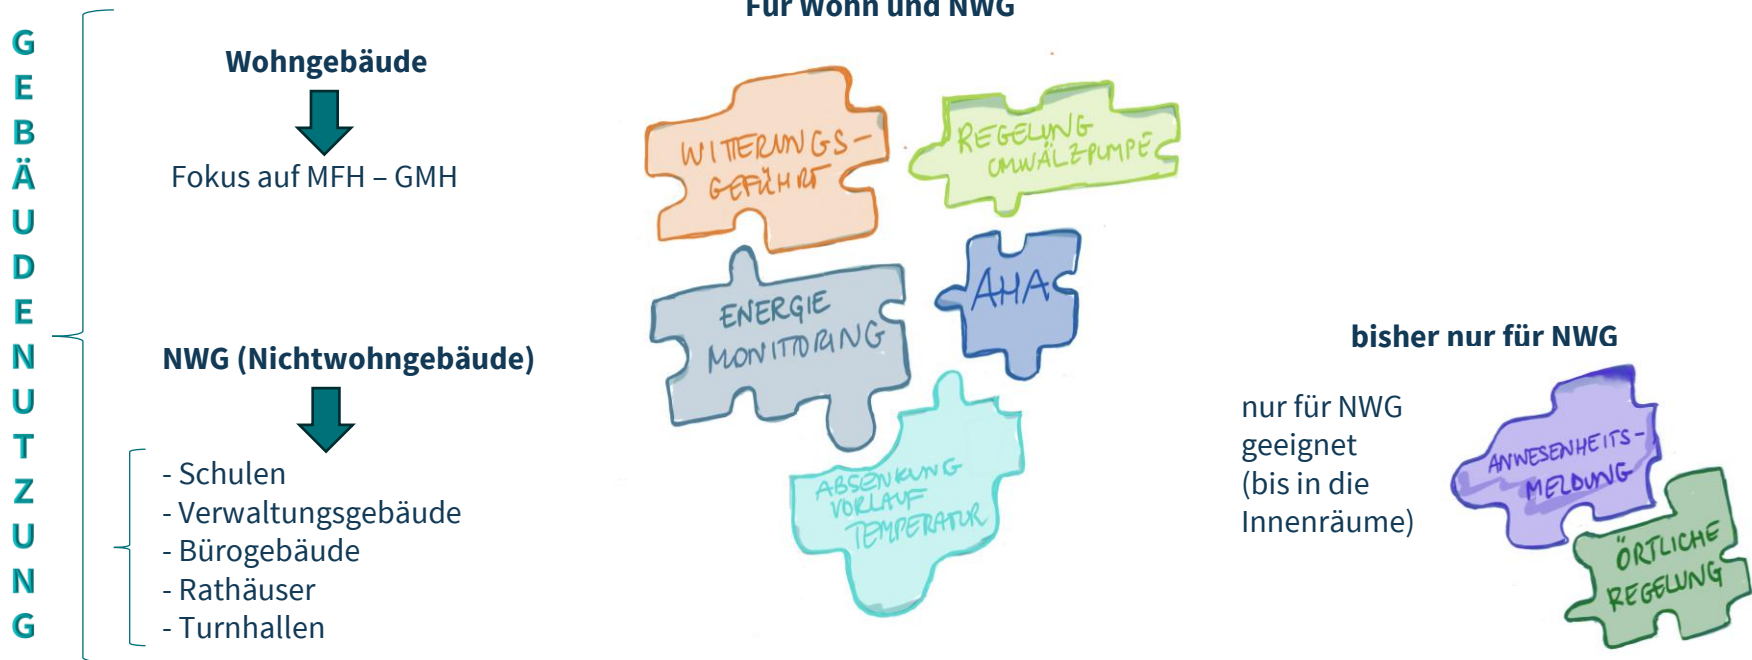 GEBÄUDENUTZUNG
Wohngebäude
Fokus auf MFH – GMH
NWG (Nichtwohngebäude)
- Schulen
- Verwaltungsgebäude
- Bürogebäude
- Rathäuser
- Turnhallen
Für Wohn und NWG
WITTERUNGS-
GEFÜHRT
REGELUNG
UMWÄLZPUMPE
ENERGIE
MONITORING
AHA
ABSENKUNG
VORLAUF
TEMPERATUR
bisher nur für NWG
nur für NWG
geeignet
(bis in die
Innenräume)
ANWESENHEITS-
MELDUNG
ÖRTLICHE
REGELUNG